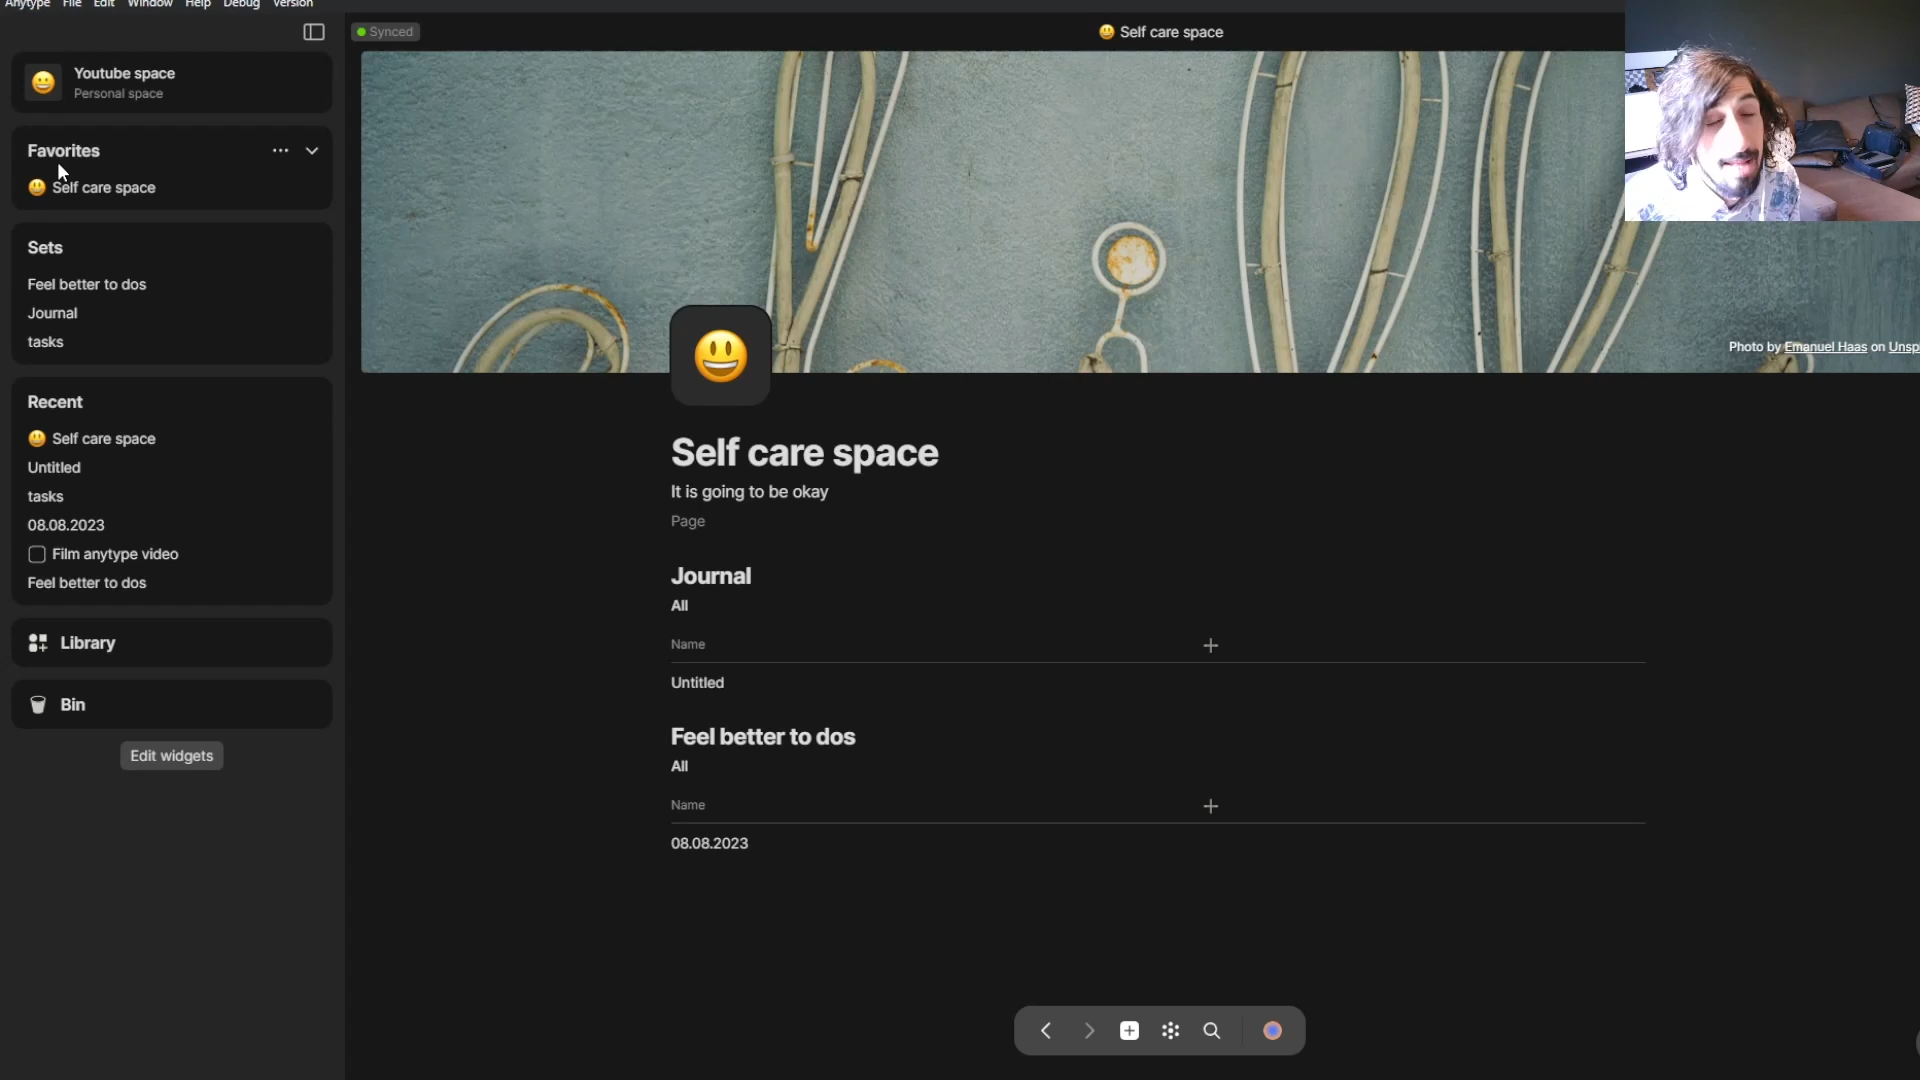 Anytype File Edit Window Help Debug Version
Synced
Self care space
Youtube space
Personal space
Favorites
Self care space
Sets
Feel better to dos
Journal
tasks
Recent
Self care space
Untitled
tasks
08.08.2023
Film anytype video
Feel better to dos
Library
Bin
Edit widgets
Photo by Emanuel Haas on Unsp
Self care space
It is going to be okay
Page
Journal
All
Name
Untitled
Feel better to dos
All
Name
08.08.2023